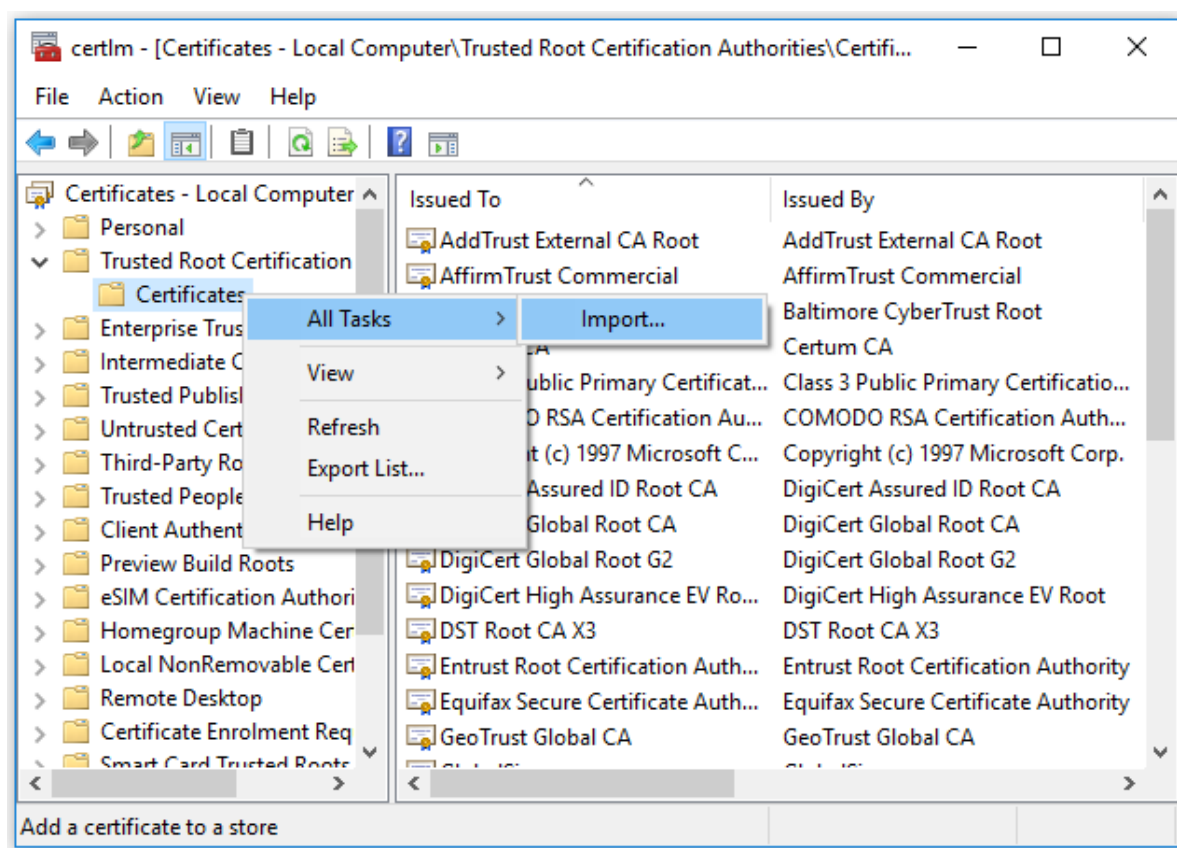 certlm - [Certificates - Local Computer\Trusted Root Certification Authorities\Certifi...
File Action View Help
Certificates - Local Computer
Personal
Trusted Root Certification
Certificates
Enterprise Trus
Intermediate C
Trusted Publis
Untrusted Cert
Third-Party Ro
Trusted People
Client Authent
Preview Build Roots
eSIM Certification Authori
Homegroup Machine Cer
Local NonRemovable Cert
Remote Desktop
Certificate Enrolment Req
Smart Card Trusted Roots
All Tasks
Import...
View
Refresh
Export List...
Help
Issued To Issued By
AddTrust External CA Root AddTrust External CA Root
AffirmTrust Commercial AffirmTrust Commercial
Baltimore CyberTrust Root
CA Certum CA
ublic Primary Certificat... Class 3 Public Primary Certificatio...
O RSA Certification Au... COMODO RSA Certification Auth...
t (c) 1997 Microsoft C... Copyright (c) 1997 Microsoft Corp.
Assured ID Root CA DigiCert Assured ID Root CA
Global Root CA DigiCert Global Root CA
DigiCert Global Root G2 DigiCert Global Root G2
DigiCert High Assurance EV Ro... DigiCert High Assurance EV Root
DST Root CA X3 DST Root CA X3
Entrust Root Certification Auth... Entrust Root Certification Authority
Equifax Secure Certificate Auth... Equifax Secure Certificate Authority
GeoTrust Global CA GeoTrust Global CA
Add a certificate to a store